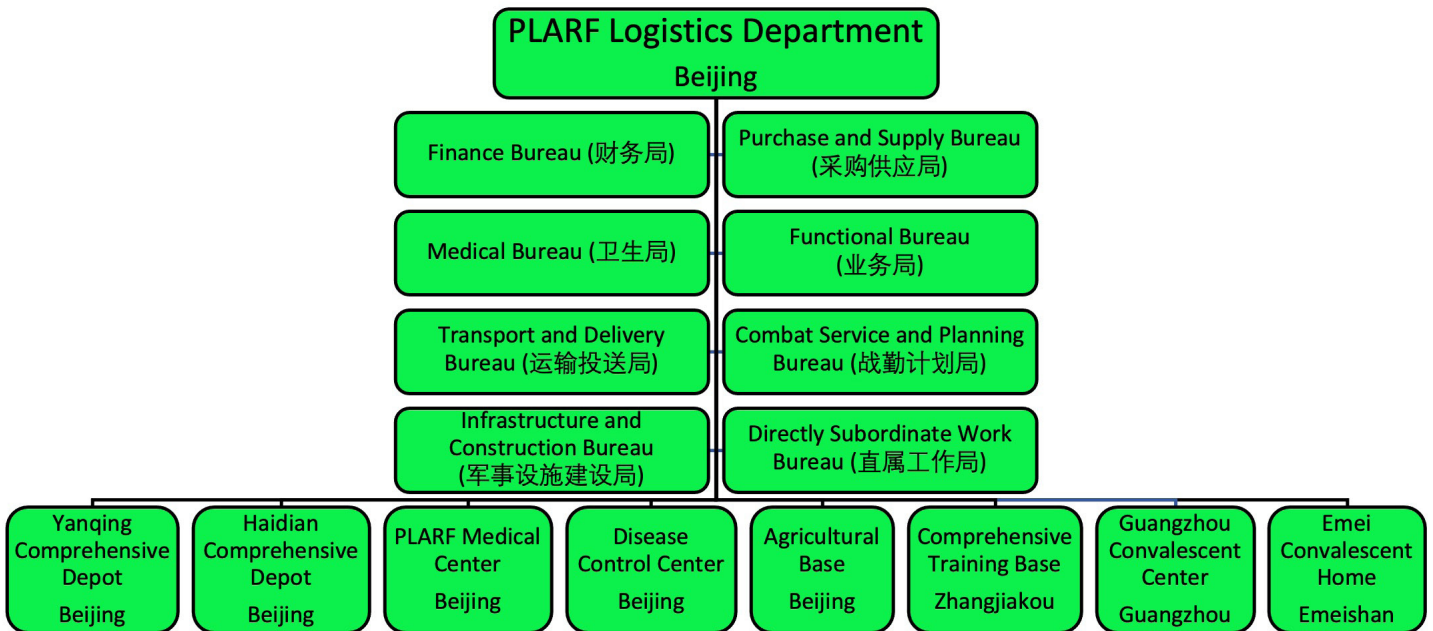 PLARF Logistics Department
Beijing
Finance Bureau (财务局)
Purchase and Supply Bureau
(采购供应局)
Medical Bureau (卫生局)
Functional Bureau
(业务局)
Transport and Delivery
Bureau (运输投送局)
Combat Service and Planning
Bureau (战勤计划局)
Infrastructure and
Construction Bureau
(军事设施建设局)
Directly Subordinate Work
Bureau (直属工作局)
Yanqing
Comprehensive
Depot
Beijing
Haidian
Comprehensive
Depot
Beijing
PLARF Medical
Center
Beijing
Disease
Control Center
Beijing
Agricultural
Base
Beijing
Comprehensive
Training Base
Zhangjiakou
Guangzhou
Convalescent
Center
Guangzhou
Emei
Convalescent
Home
Emeishan